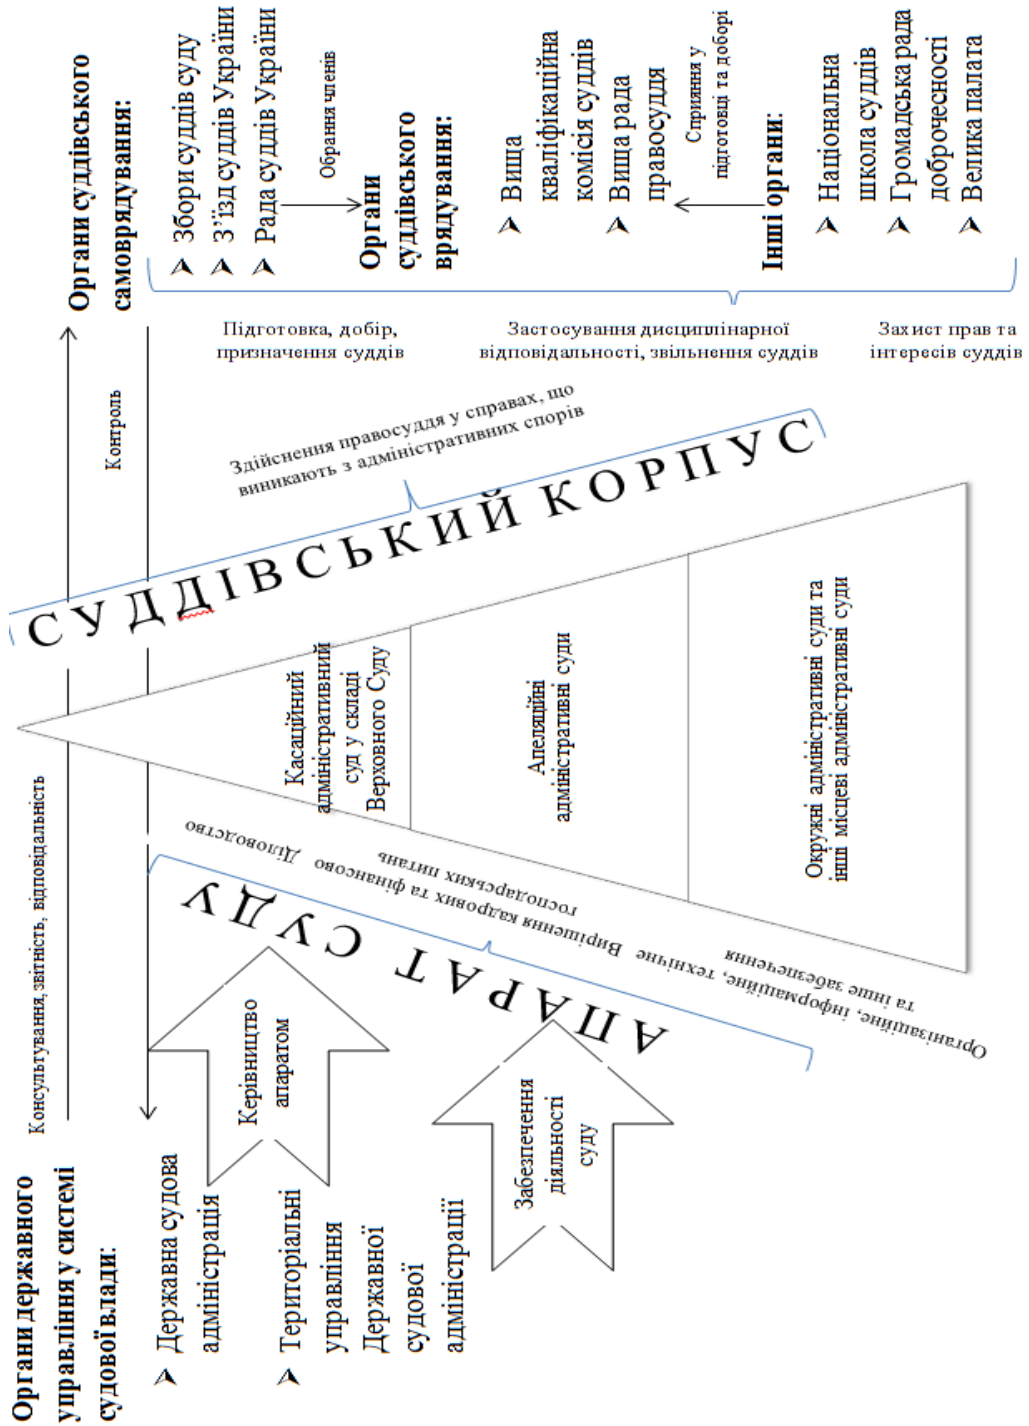 Органи державного
управління у системі
судової влади:
➤ Державна судова
адміністрація
➤ Територіальні
управління
Державної
судової
адміністрації
Консультування, звітність, відповідальність
Контроль
Керівництво
апаратом
Забезпечення
діяльності
суду
АПАРАТ СУДУ
Організаційне, інформаційне, технічне
та інше забезпечення
Вирішення кадрових та фінансово
господарських питань
Діловодство
Касаційний
адміністративний
суд у складі
Верховного Суду
Апеляційні
адміністративні суди
Окружні адміністративні суди та
інші місцеві адміністративні суди
СУДДІВСЬКИЙ КОРПУС
Здійснення правосуддя у справах, що
виникають з адміністративних спорів
Підготовка, добір,
призначення суддів
Застосування дисциплінарної
відповідальності, звільнення суддів
Захист прав та
інтересів суддів
Органи суддівського
самоврядування:
➤ Збори суддів суду
➤ З’їзд суддів України
➤ Рада суддів України
Обрання членів
Органи
суддівського
врядування:
➤ Вища
кваліфікаційна
комісія суддів
➤ Вища рада
правосуддя
Сприяння у
підготовці та доборі
Інші органи:
➤ Національна
школа суддів
➤ Громадська рада
доброчесності
➤ Велика палата